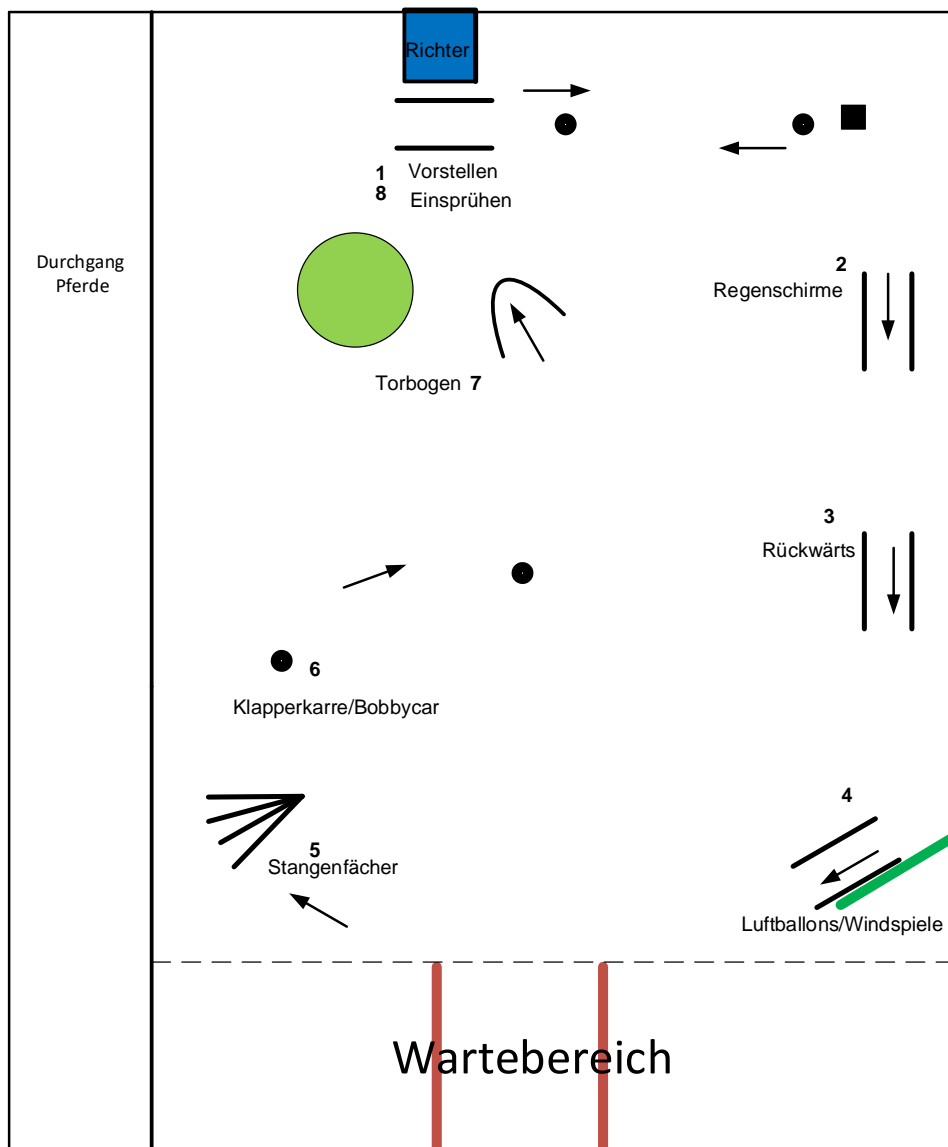 Richter
1 Vorstellen
8 Einsprühen
Durchgang
Pferde
2
Regenschirme
Torbogen 7
3
Rückwärts
6
Klapperkarre/Bobbycar
4
5
Stangenfächer
Luftballons/Windspiele
Wartebereich